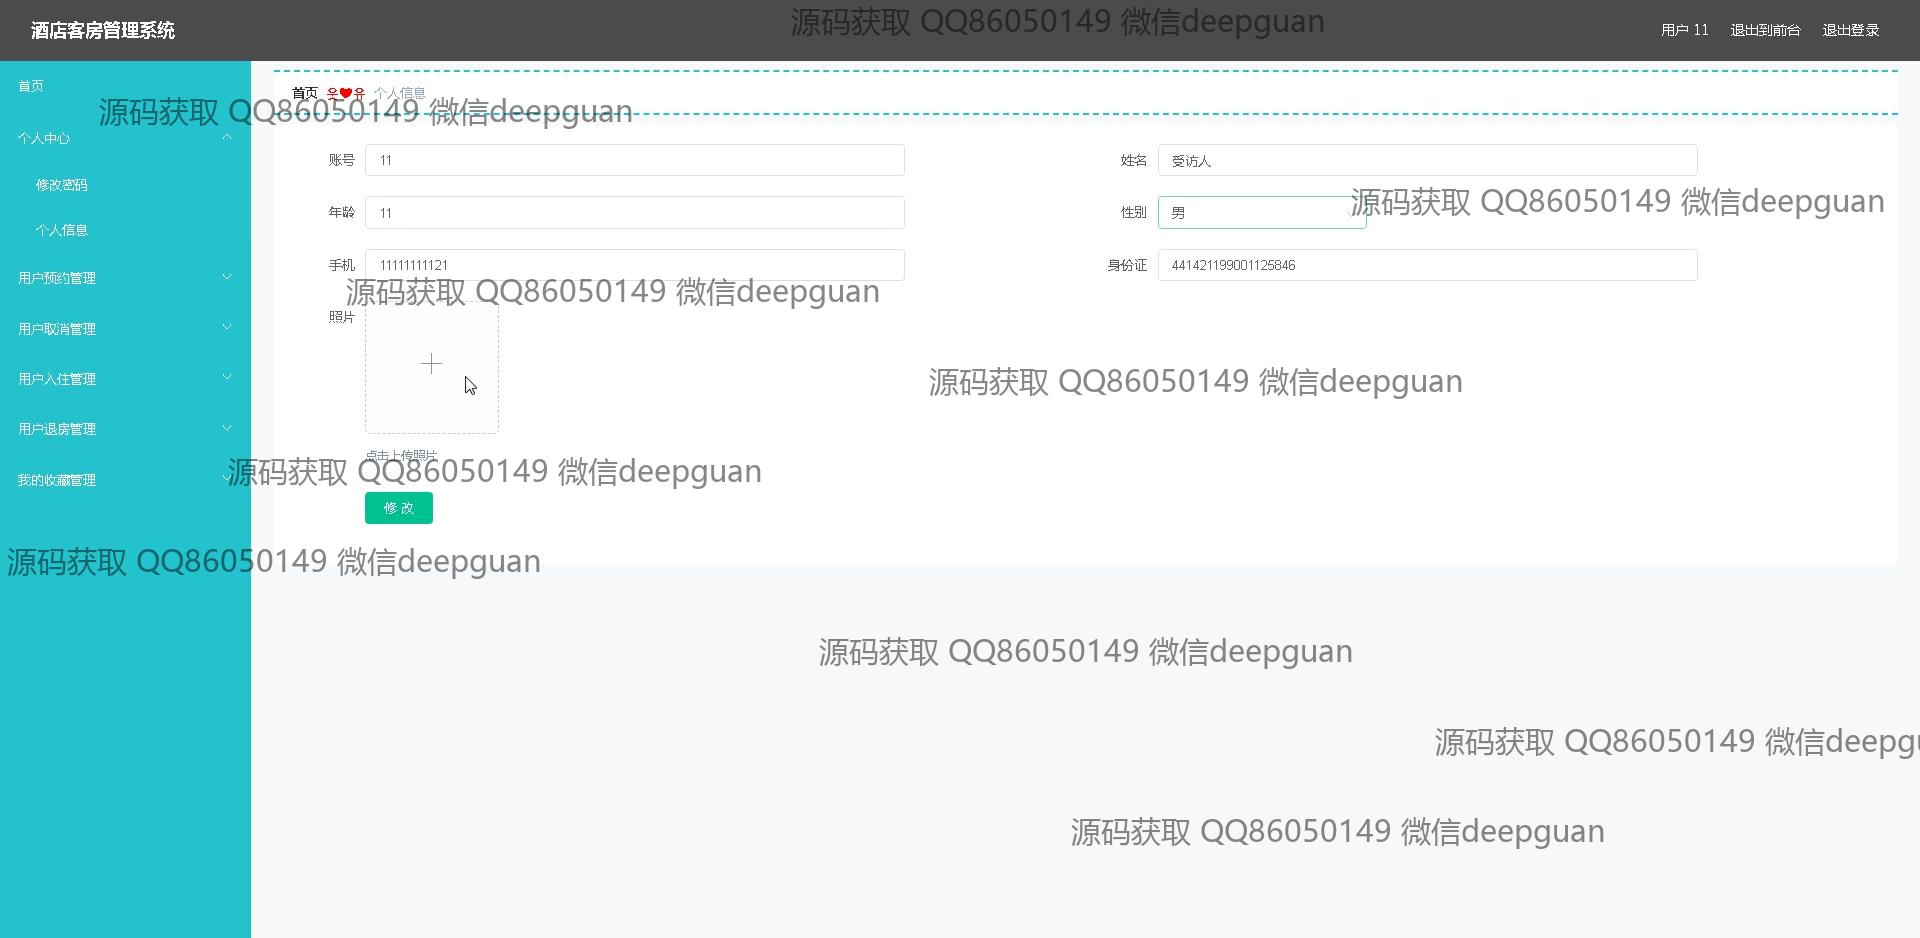 酒店客房管理系统
源码获取 QQ86050149 微信deepguan
用户 11 退出到前台 退出登录
首页
个人中心
修改密码
个人信息
用户预约管理
用户取消管理
用户入住管理
用户退房管理
我的收藏管理
首页 웃❤유 个人信息
源码获取 QQ86050149 微信deepguan
账号 11
姓名 受访人
年龄 11
性别 男
源码获取 QQ86050149 微信deepguan
手机 11111111121
身份证 441421199001125846
源码获取 QQ86050149 微信deepguan
照片
源码获取 QQ86050149 微信deepguan
点击上传照片
源码获取 QQ86050149 微信deepguan
修 改
源码获取 QQ86050149 微信deepguan
源码获取 QQ86050149 微信deepguan
源码获取 QQ86050149 微信deepgu
源码获取 QQ86050149 微信deepguan